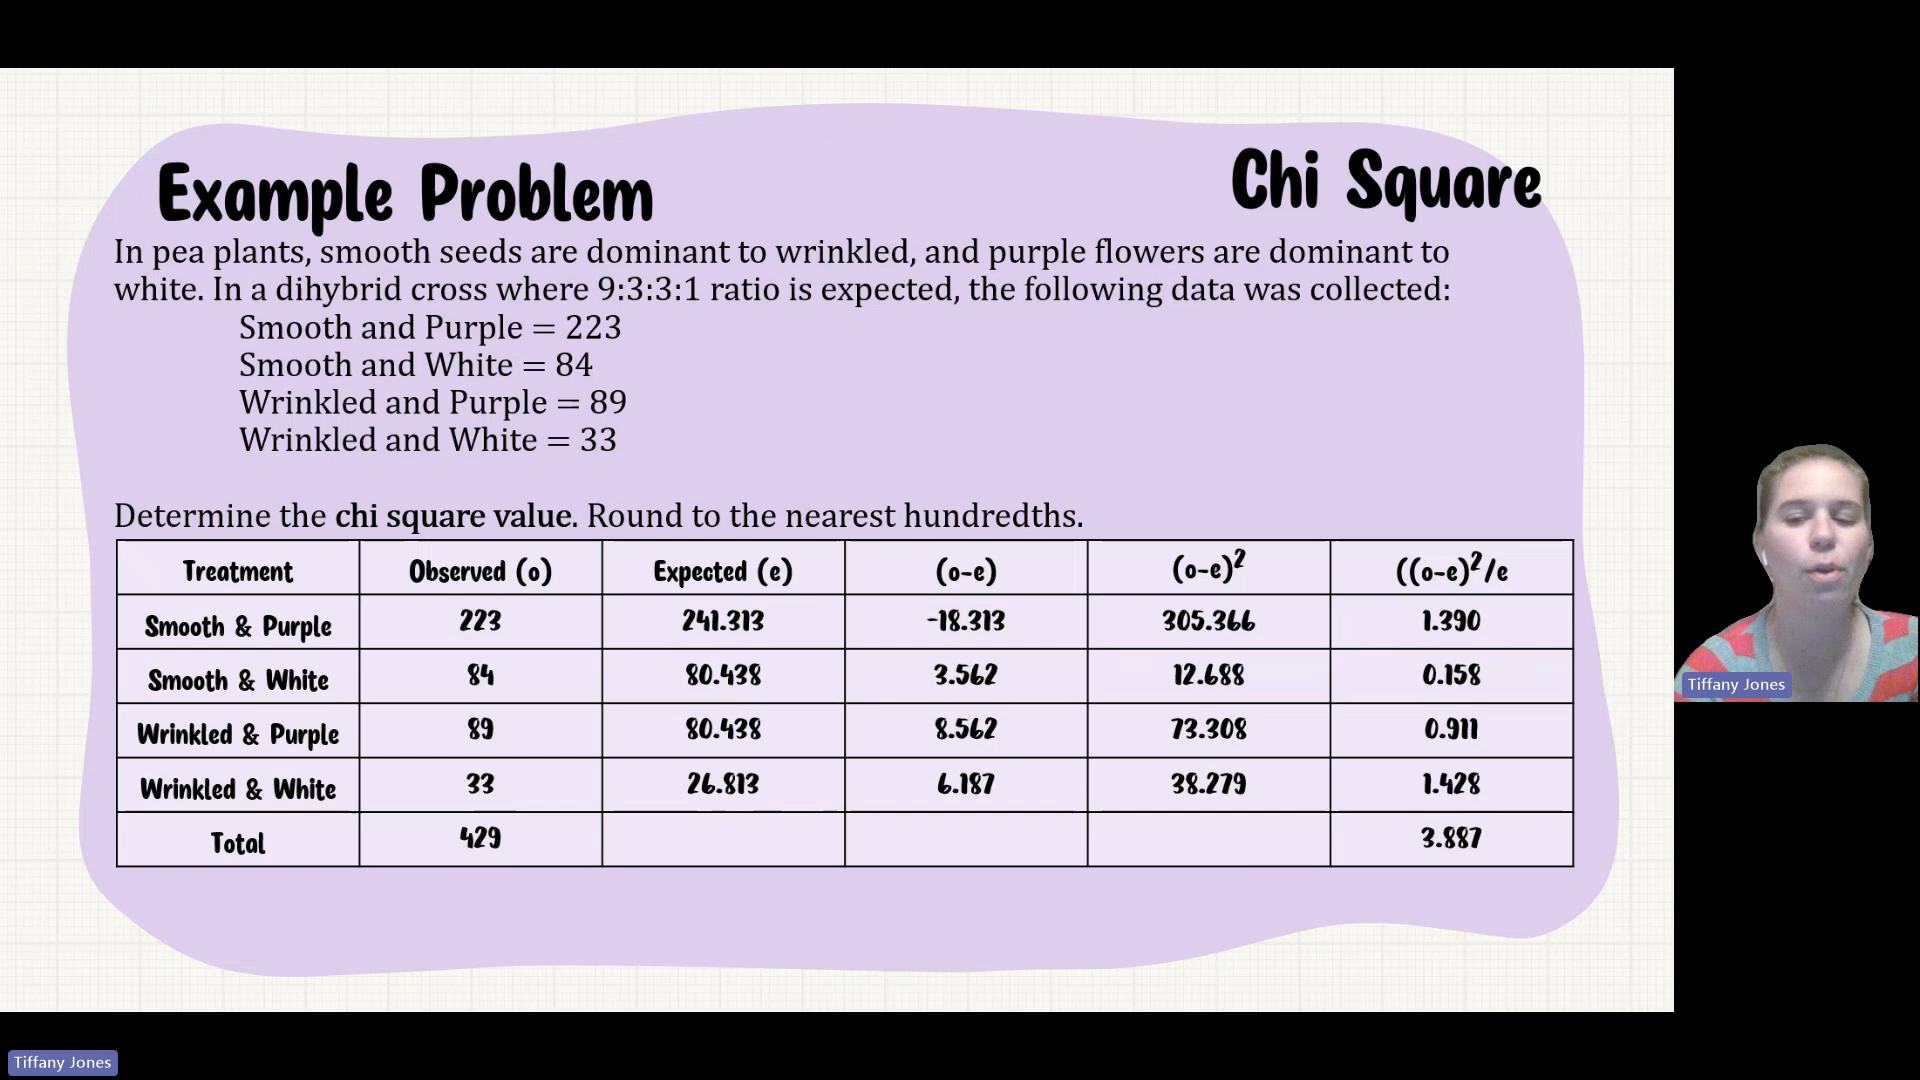 Example Problem
Chi Square
In pea plants, smooth seeds are dominant to wrinkled, and purple flowers are dominant to
white. In a dihybrid cross where 9:3:3:1 ratio is expected, the following data was collected:
Smooth and Purple = 223
Smooth and White = 84
Wrinkled and Purple = 89
Wrinkled and White = 33
Determine the chi square value. Round to the nearest hundredths.
Treatment Observed (o) Expected (e) (o-e) (o-e)² ((o-e)²/e
Smooth & Purple 223 241.313 -18.313 305.366 1.390
Smooth & White 84 80.438 3.562 12.688 0.158
Wrinkled & Purple 89 80.438 8.562 73.308 0.911
Wrinkled & White 33 26.813 6.187 38.279 1.428
Total 429 3.887
Tiffany Jones
Tiffany Jones